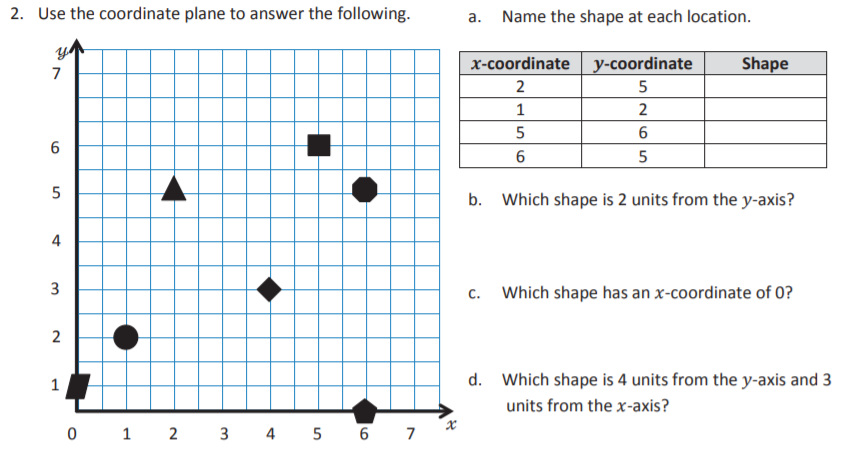 2. Use the coordinate plane to answer the following.
y
7
6
5
4
3
2
1
0 1 2 3 4 5 6 7 x
a. Name the shape at each location.
x-coordinate y-coordinate Shape
2 5
1 2
5 6
6 5
b. Which shape is 2 units from the y-axis?
c. Which shape has an x-coordinate of 0?
d. Which shape is 4 units from the y-axis and 3
units from the x-axis?